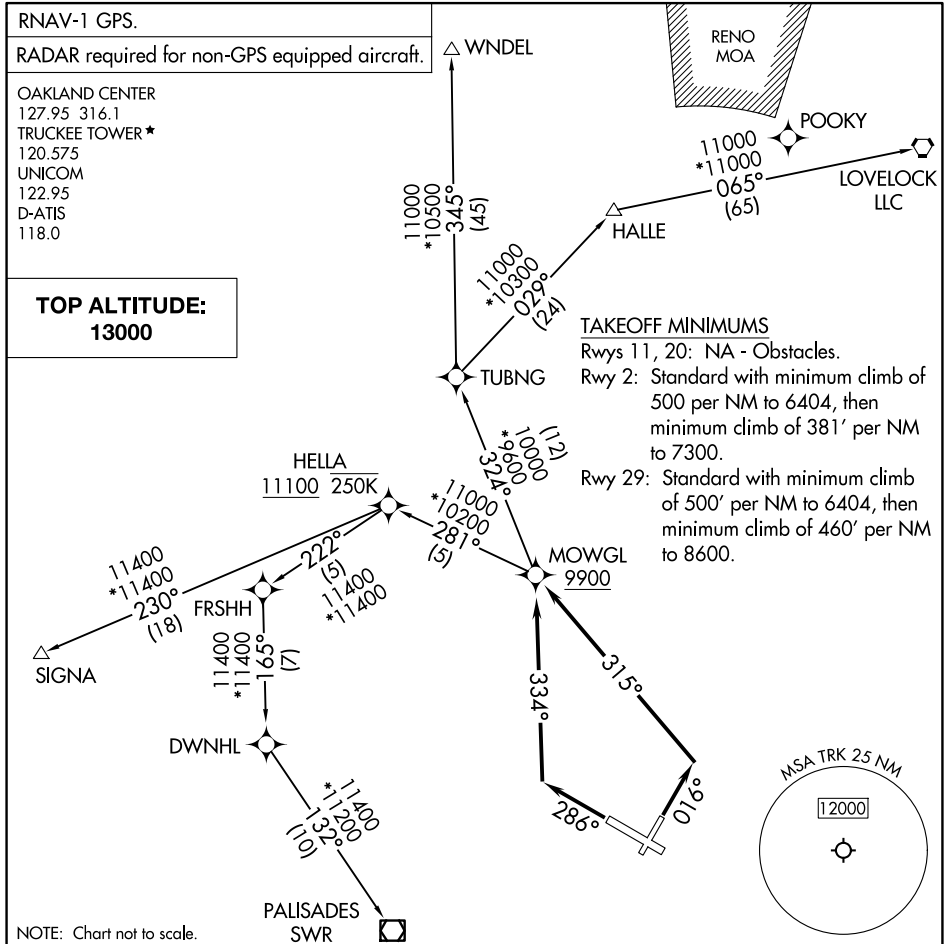 RNAV-1 GPS.
RADAR required for non-GPS equipped aircraft.
OAKLAND CENTER
127.95 316.1
TRUCKEE TOWER★
120.575
UNICOM
122.95
D-ATIS
118.0
TOP ALTITUDE:
13000
WNDEL
RENO
MOA
POOKY
LOVELOCK
LLC
11000
*11000
065°
(65)
HALLE
11000
*10500
345°
(45)
11000
*10300
029°
(24)
TUBNG
TAKEOFF MINIMUMS
Rwys 11, 20: NA - Obstacles.
Rwy 2: Standard with minimum climb of
500 per NM to 6404, then
minimum climb of 381' per NM
to 7300.
Rwy 29: Standard with minimum climb
of 500' per NM to 6404, then
minimum climb of 460' per NM
to 8600.
(12)
10000
*9600
324°
HELLA
11100 250K
11000
*10200
281°
(5)
MOWGL
9900
222°
(5)
11400
*11400
11400
*11400
230°
(18)
SIGNA
FRSHH
11400
*11400
165°
(7)
DWNHL
11400
*11200
132°
(10)
PALISADES
SWR
334°
315°
286°
016°
MSA TRK 25 NM
12000
NOTE: Chart not to scale.